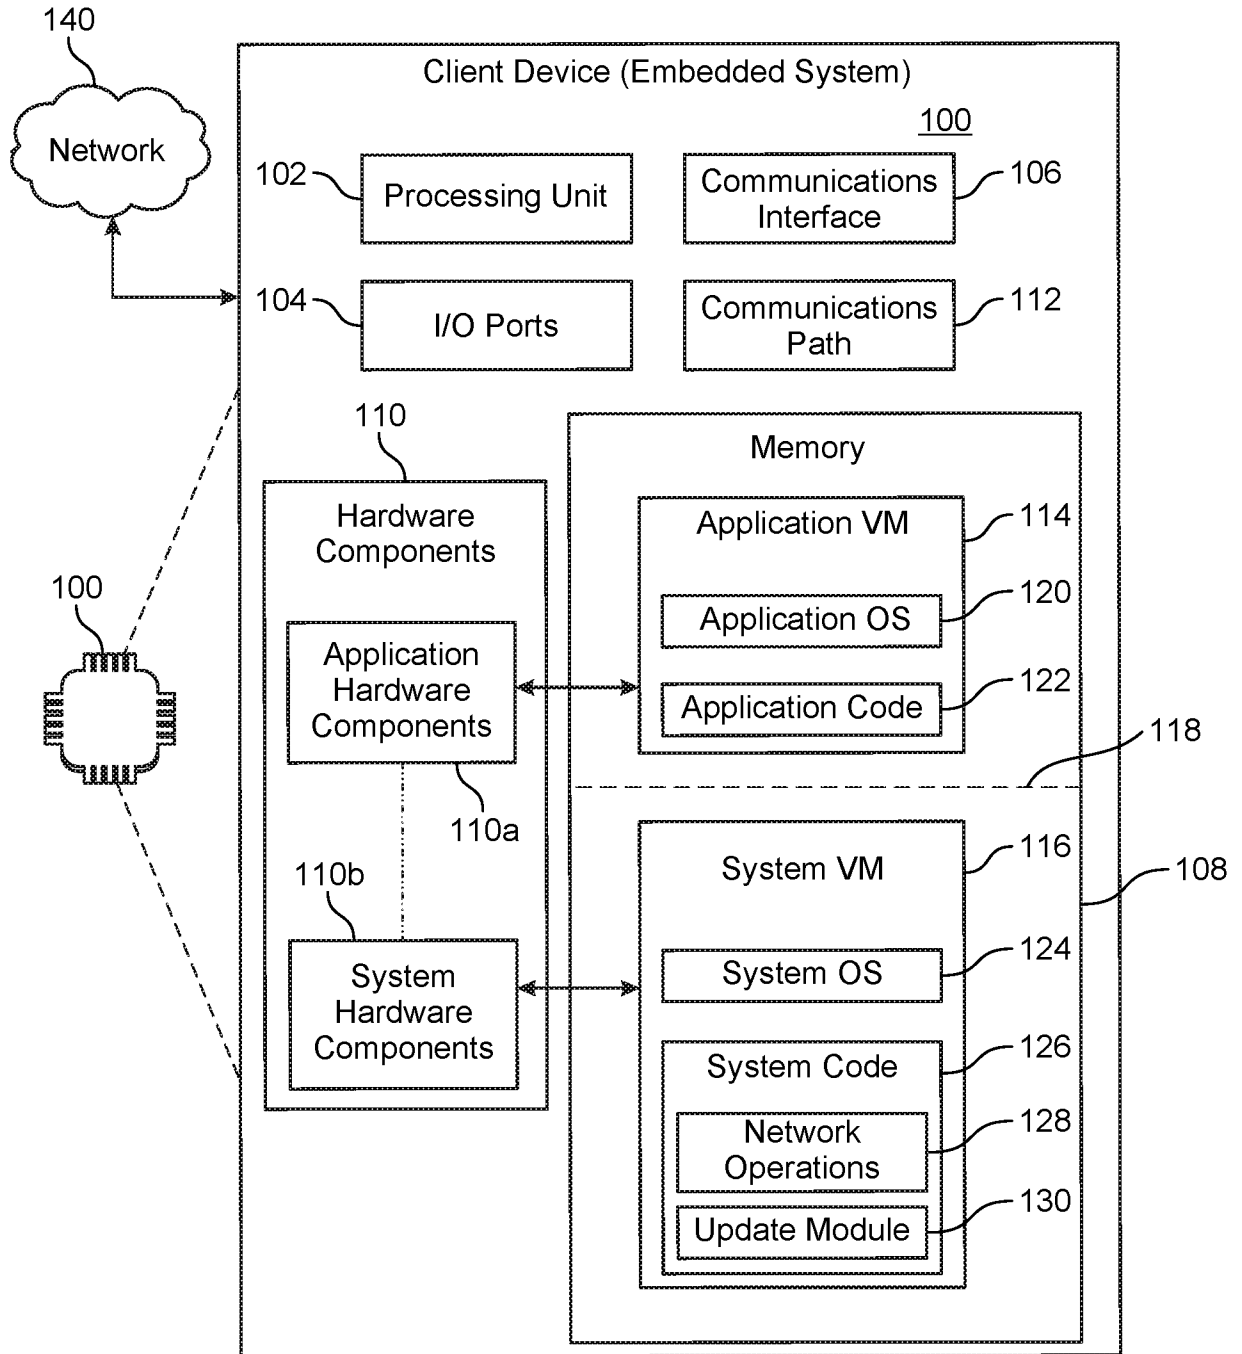 140
Network
Client Device (Embedded System)
100
102
Processing Unit
Communications
Interface
106
104
I/O Ports
Communications
Path
112
110
Hardware
Components
Memory
Application VM
114
Application OS
120
Application Code
122
100
Application
Hardware
Components
110a
118
110b
System
Hardware
Components
System VM
116
108
System OS
124
System Code
126
Network
Operations
128
Update Module
130